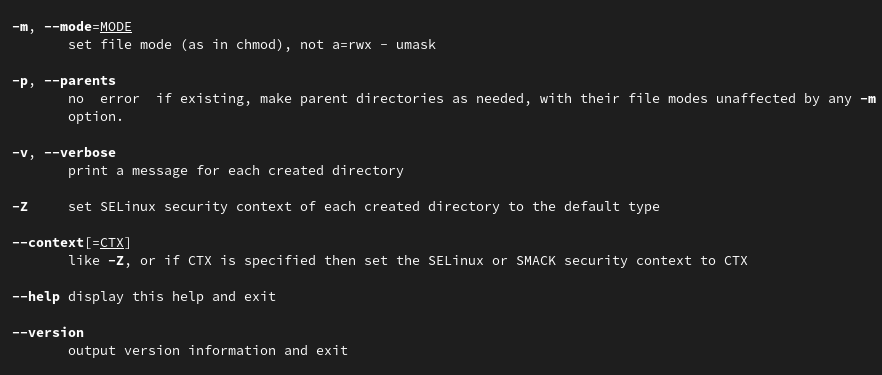 -m, --mode=MODE
set file mode (as in chmod), not a=rwx - umask
-p, --parents
no  error  if existing, make parent directories as needed, with their file modes unaffected by any -m
option.
-v, --verbose
print a message for each created directory
-Z     set SELinux security context of each created directory to the default type
--context[=CTX]
like -Z, or if CTX is specified then set the SELinux or SMACK security context to CTX
--help display this help and exit
--version
output version information and exit